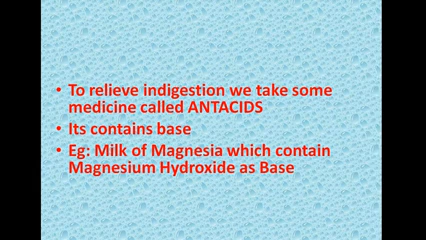 • To relieve indigestion we take some
medicine called ANTACIDS
• Its contains base
• Eg: Milk of Magnesia which contain
Magnesium Hydroxide as Base